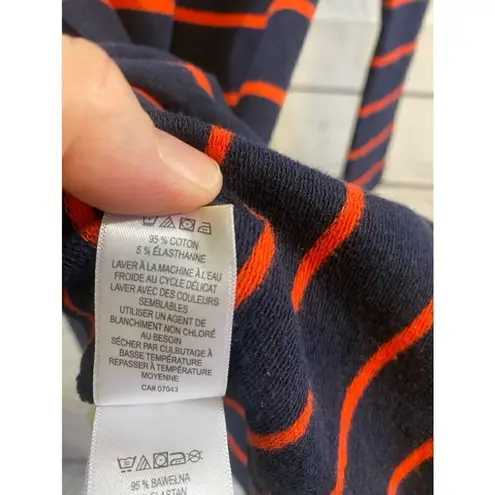 95 % COTON
5 % ÉLASTHANNE
LAVER À LA MACHINE À L'EAU
FROIDE AU CYCLE DÉLICAT
LAVER AVEC DES COULEURS
SEMBLABLES
UTILISER UN AGENT DE
BLANCHIMENT NON CHLORÉ
AU BESOIN
SÉCHER PAR CULBUTAGE À
BASSE TEMPÉRATURE
REPASSER À TEMPÉRATURE
MOYENNE
CA# 07043
95 % BAWEŁNA
% ELASTAN